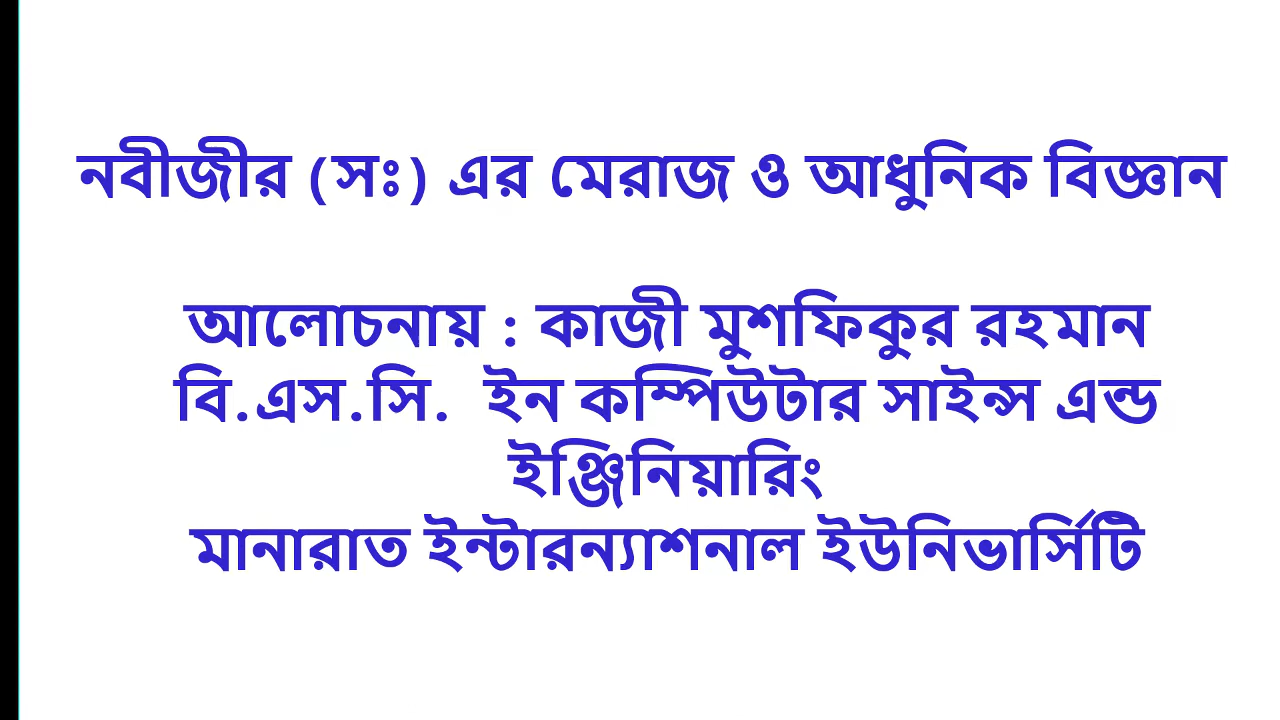 নবীজীর (সঃ) এর মেরাজ ও আধুনিক বিজ্ঞান
আলোচনায় : কাজী মুশফিকুর রহমান
বি.এস.সি. ইন কম্পিউটার সাইন্স এন্ড
ইঞ্জিনিয়ারিং
মানারাত ইন্টারন্যাশনাল ইউনিভার্সিটি